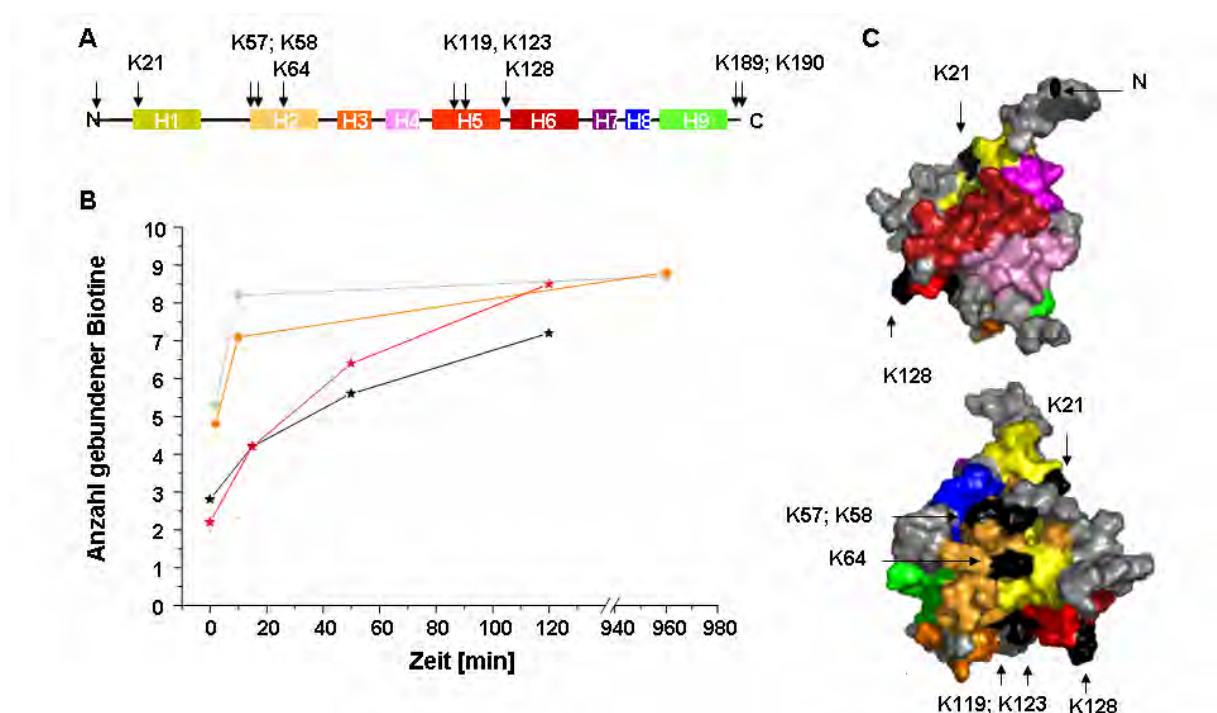 A
K57; K58
K119, K123
K189; K190
K21
K64
K128
N
H1
H2
H3
H4
H5
H6
H7
H8
H9
C
B
Anzahl gebundener Biotine
10
9
8
7
6
5
4
3
2
1
0
0
20
40
60
80
100
120
940
960
980
Zeit [min]
C
K21
N
K128
K21
K57; K58
K64
K119; K123
K128